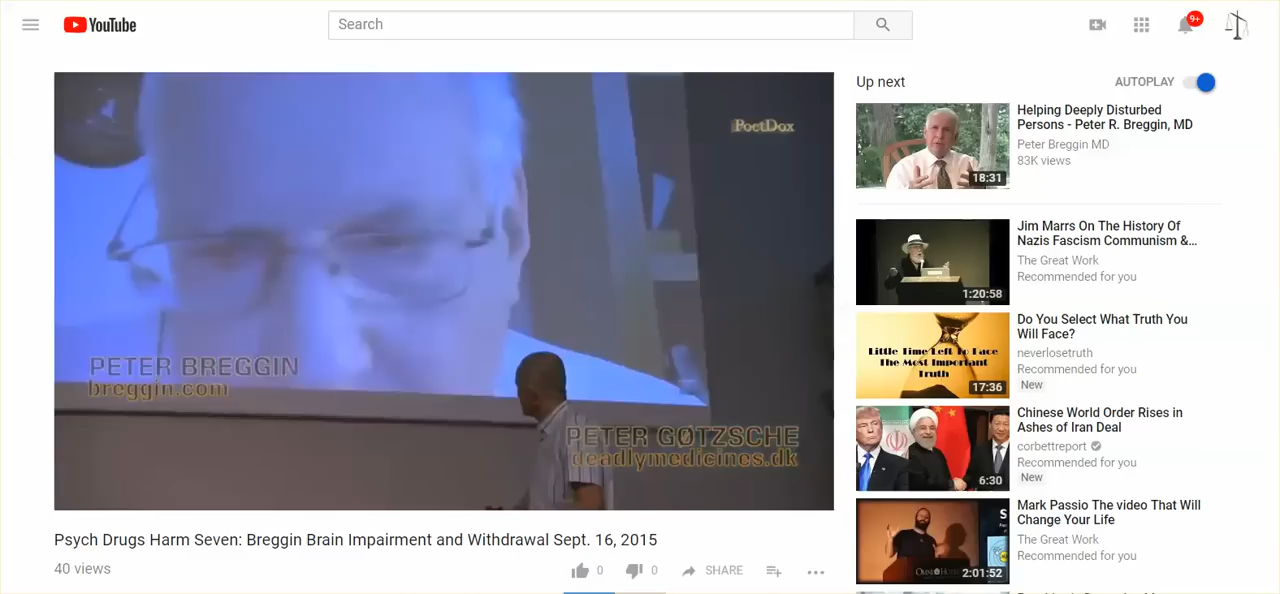 YouTube
Search
9+
PoetDox
PETER BREGGIN
breggin.com
PETER GØTZSCHE
deadlymedicines.dk
Psych Drugs Harm Seven: Breggin Brain Impairment and Withdrawal Sept. 16, 2015
40 views
0
0
SHARE
Up next
AUTOPLAY
18:31
Helping Deeply Disturbed
Persons - Peter R. Breggin, MD
Peter Breggin MD
83K views
1:20:58
Jim Marrs On The History Of
Nazis Fascism Communism &...
The Great Work
Recommended for you
Little Time Left To Face
The Most Important
Truth
17:36
Do You Select What Truth You
Will Face?
neverlosetruth
Recommended for you
New
6:30
Chinese World Order Rises in
Ashes of Iran Deal
corbettreport
Recommended for you
New
2:01:52
Mark Passio The video That Will
Change Your Life
The Great Work
Recommended for you